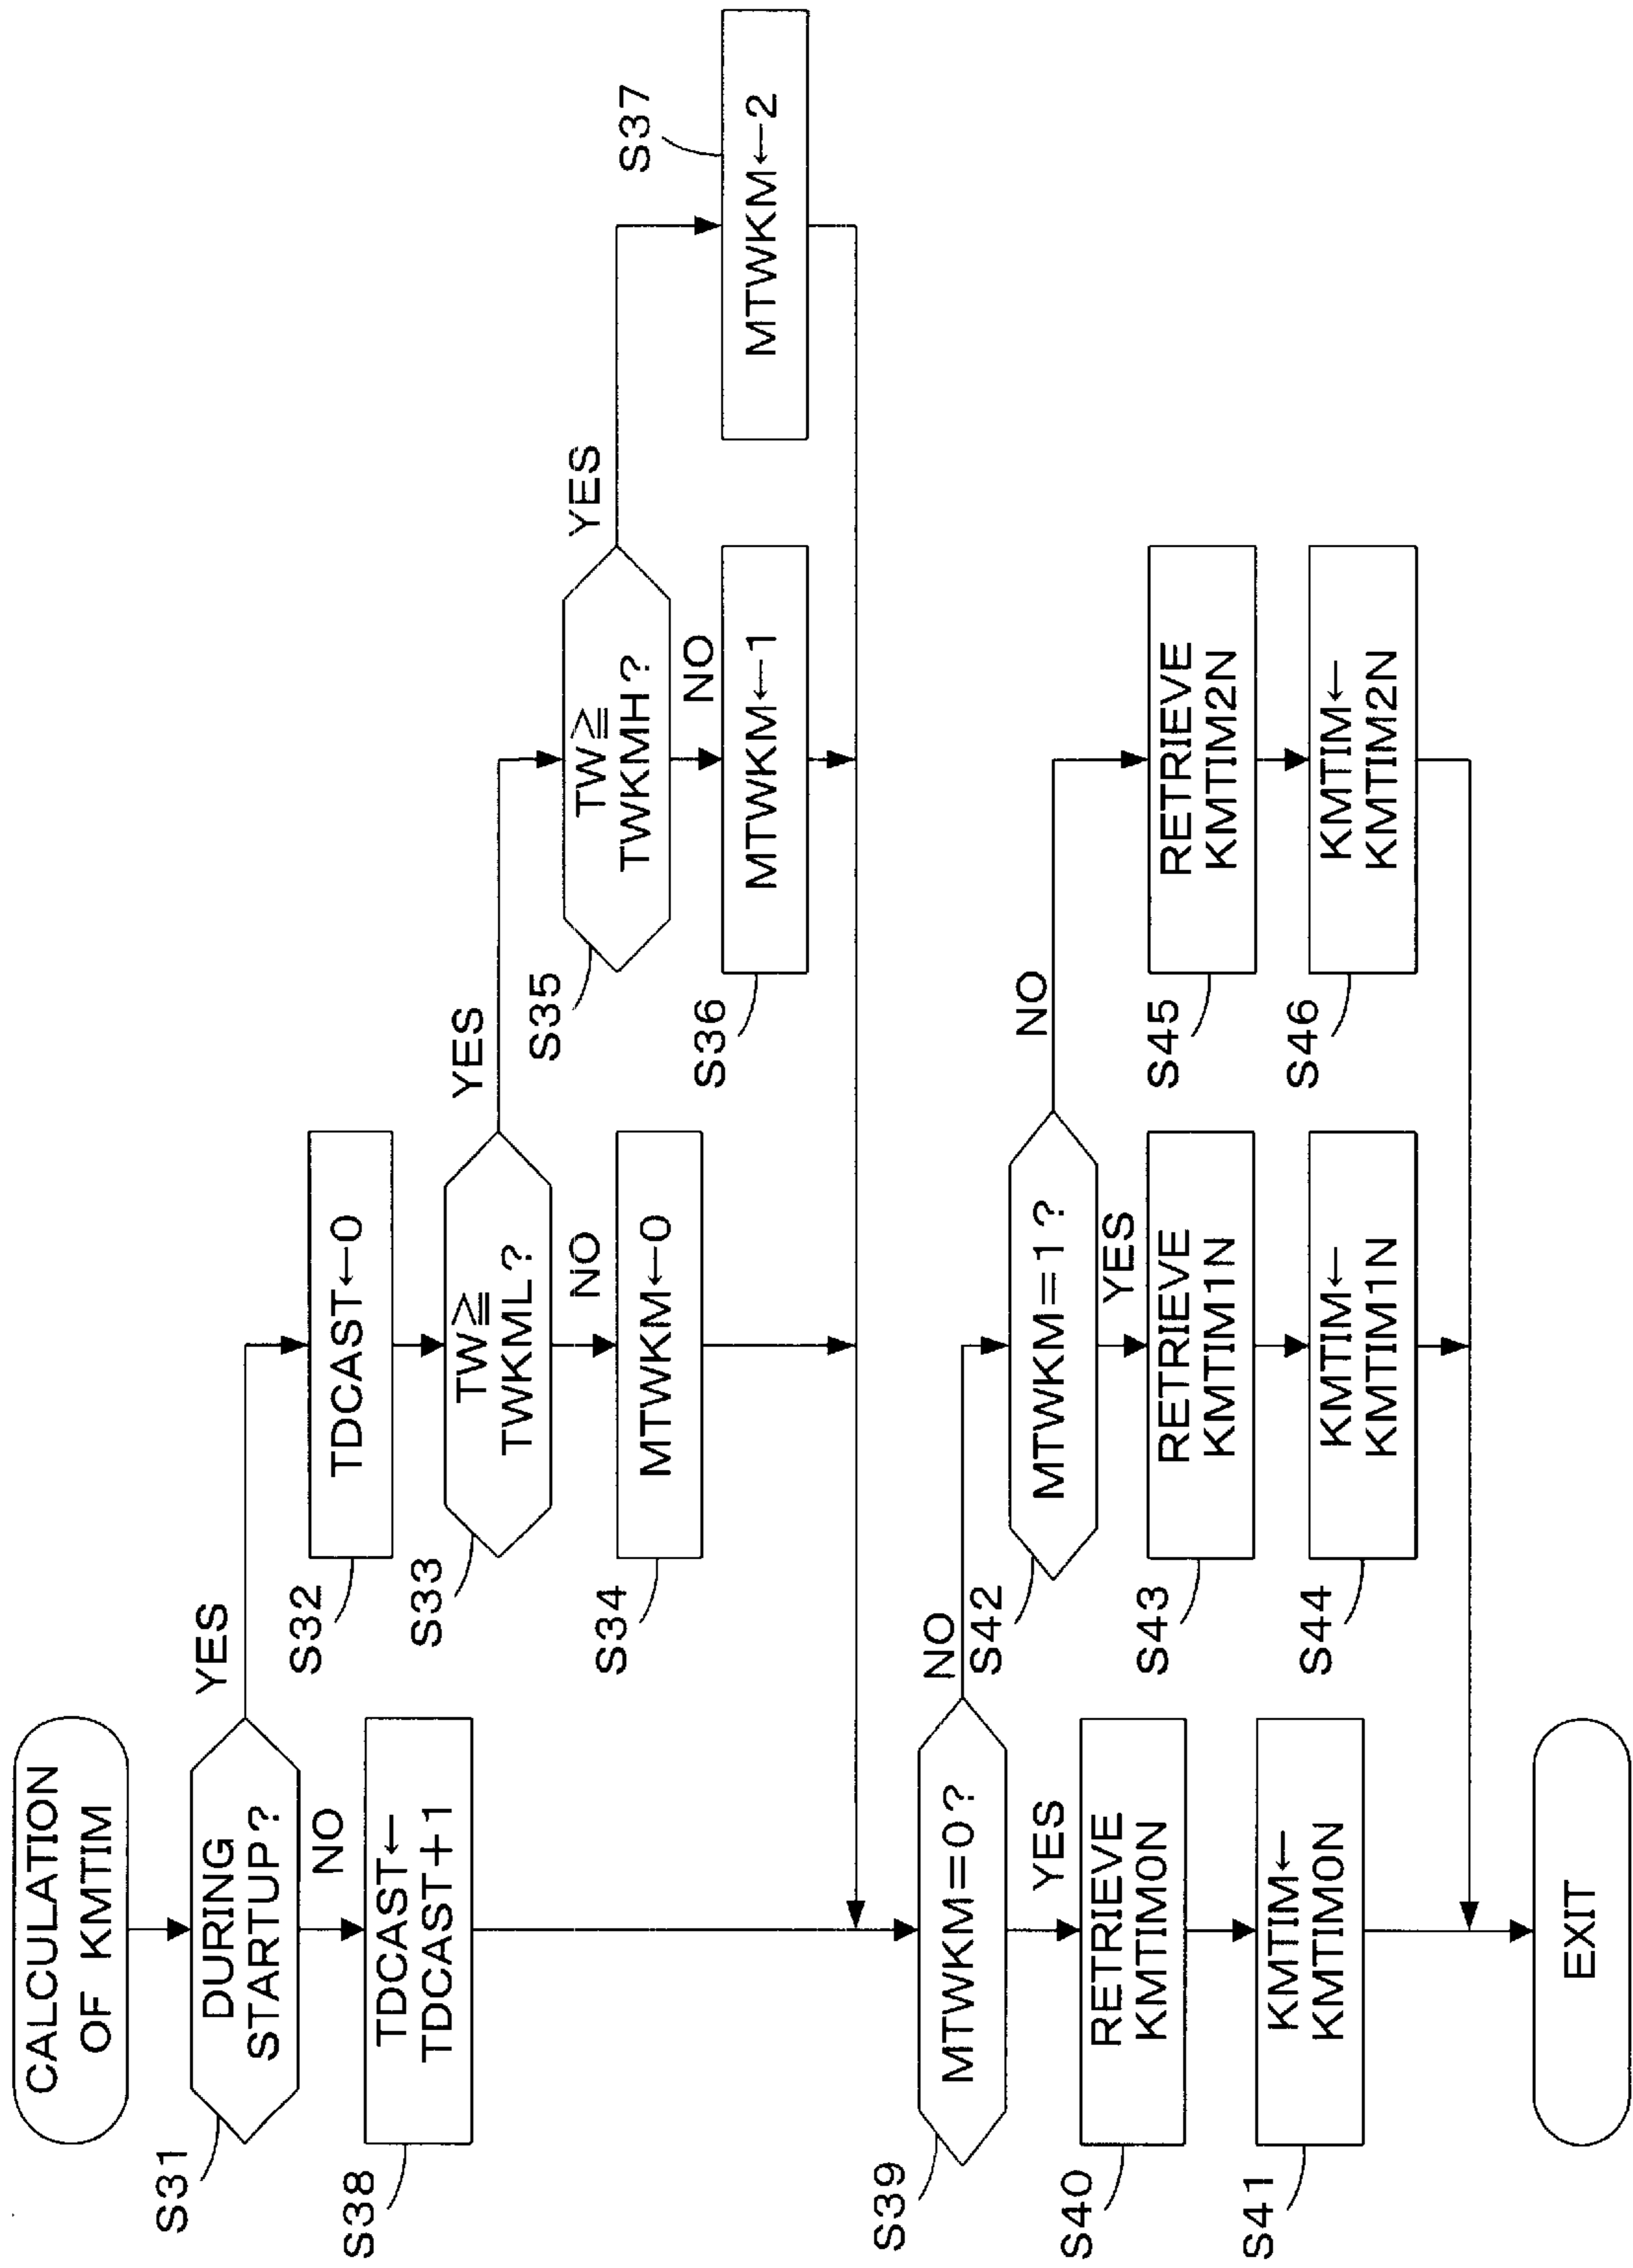 CALCULATION
OF KMTIM
S31
DURING
STARTUP?
YES
NO
S32
TDCAST←0
S33
TW≧
TWKML?
YES
NO
S34
MTWKM←0
S35
TW≧
TWKMH?
YES
NO
S36
MTWKM←1
S37
MTWKM←2
S38
TDCAST←
TDCAST+1
S39
MTWKM=0?
NO
YES
S40
RETRIEVE
KMTIM0N
S41
KMTIM←
KMTIM0N
S42
MTWKM=1?
NO
YES
S43
RETRIEVE
KMTIM1N
S44
KMTIM←
KMTIM1N
S45
RETRIEVE
KMTIM2N
S46
KMTIM←
KMTIM2N
EXIT